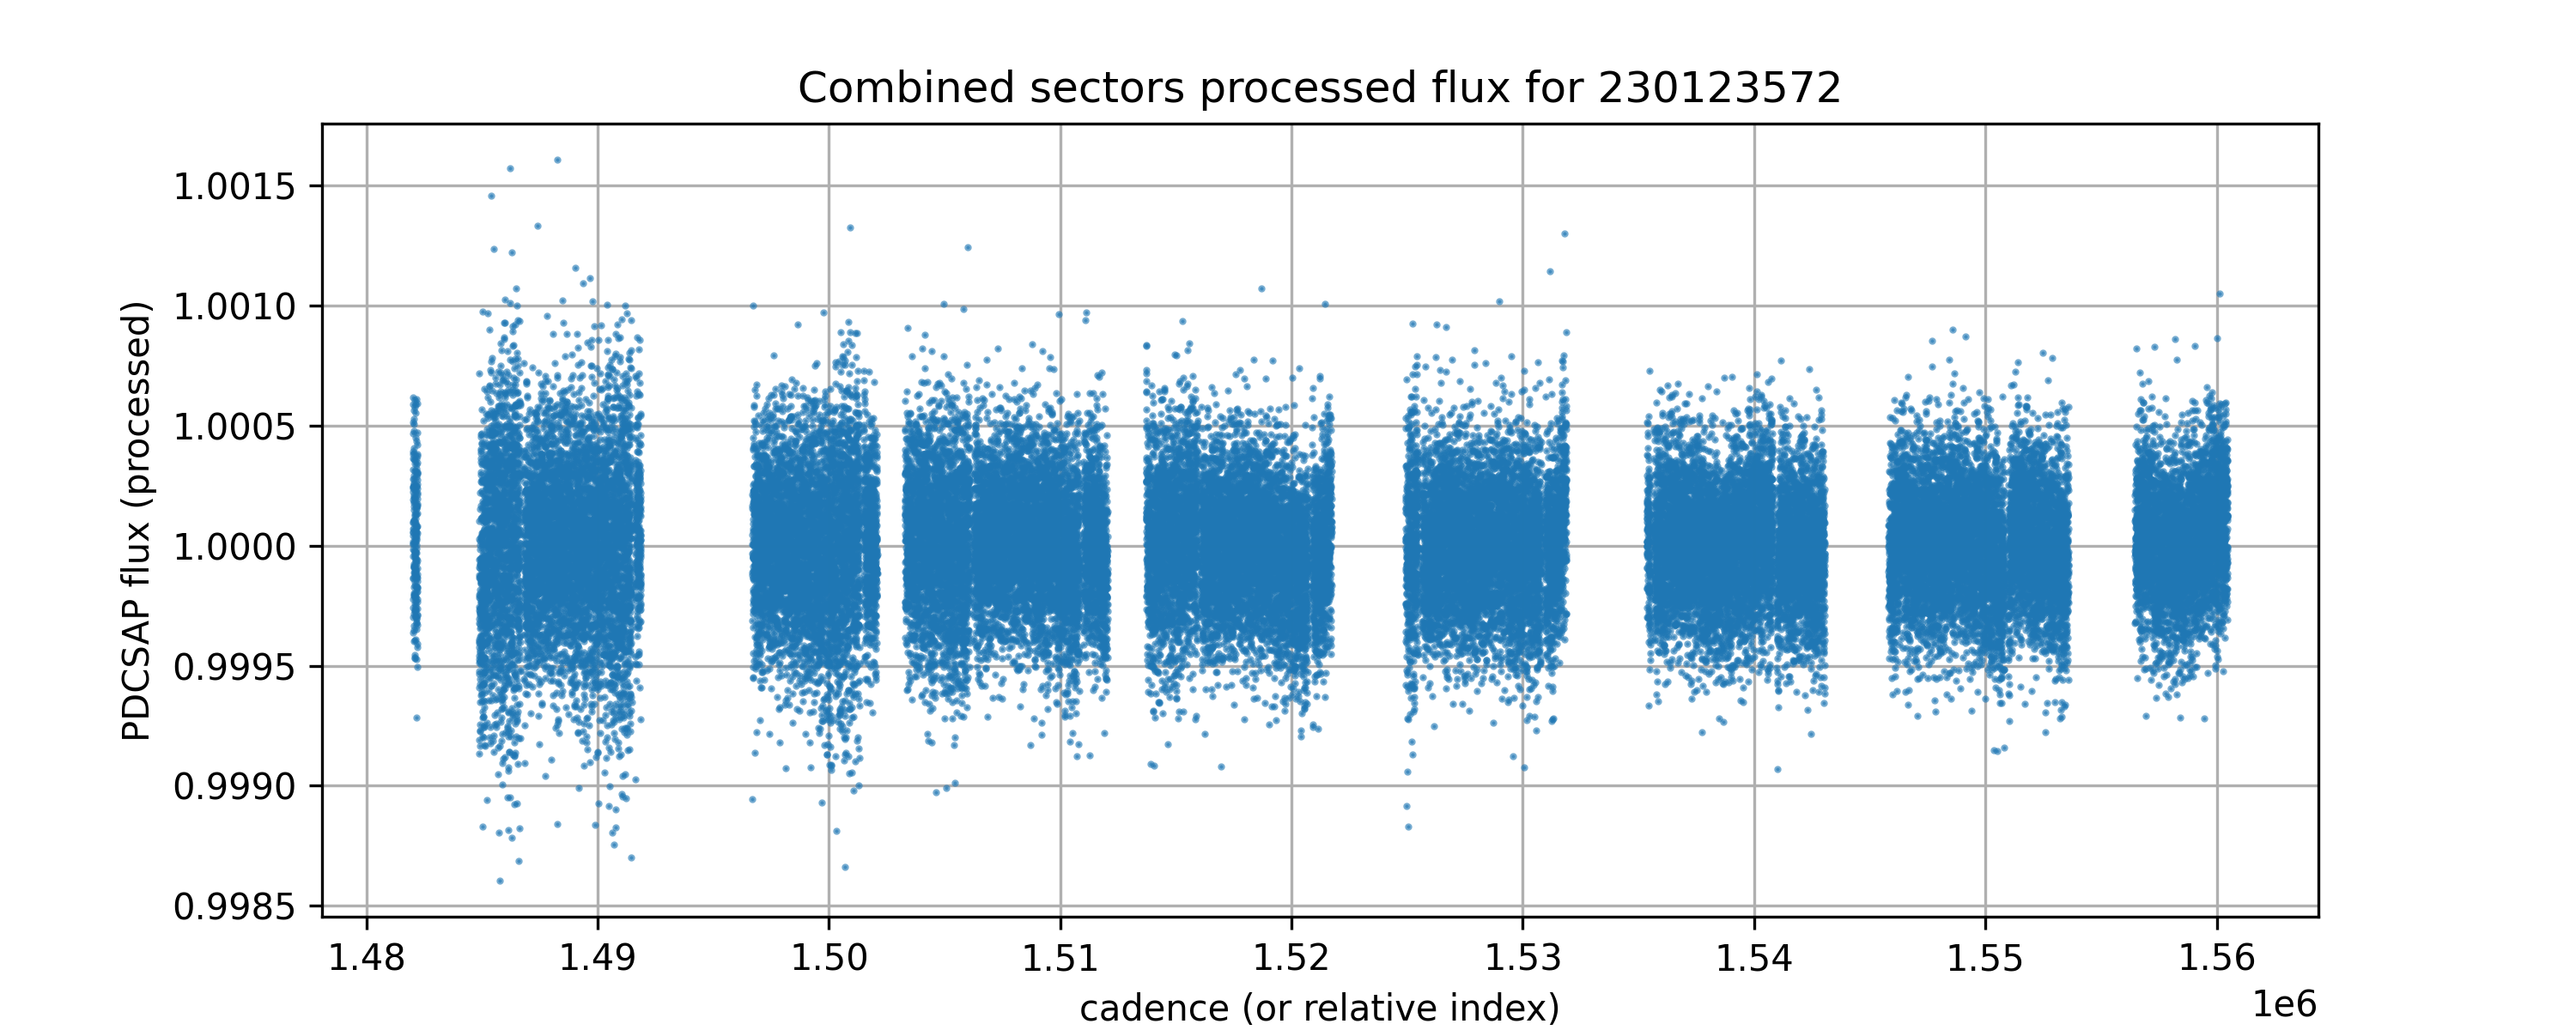 Combined sectors processed flux for 230123572
PDCSAP flux (processed)
1.0015
1.0010
1.0005
1.0000
0.9995
0.9990
0.9985
1.48 1.49 1.50 1.51 1.52 1.53 1.54 1.55 1.56
cadence (or relative index)
1e6